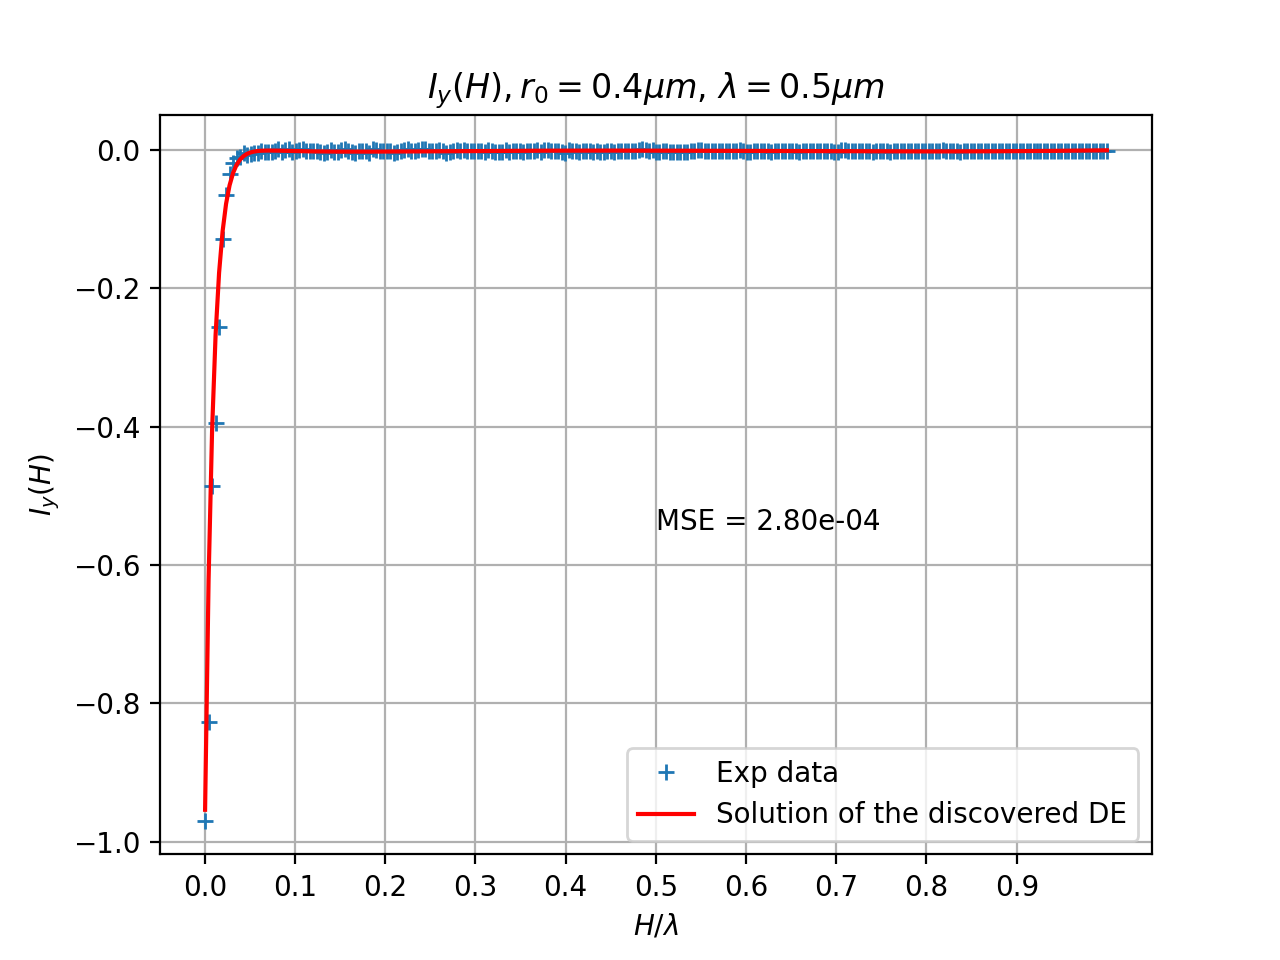 I_y(H), r_0 = 0.4μm, λ = 0.5μm
0.0
−0.2
−0.4
−0.6
−0.8
−1.0
I_y(H)
MSE = 2.80e-04
Exp data
Solution of the discovered DE
0.0 0.1 0.2 0.3 0.4 0.5 0.6 0.7 0.8 0.9
H/λ